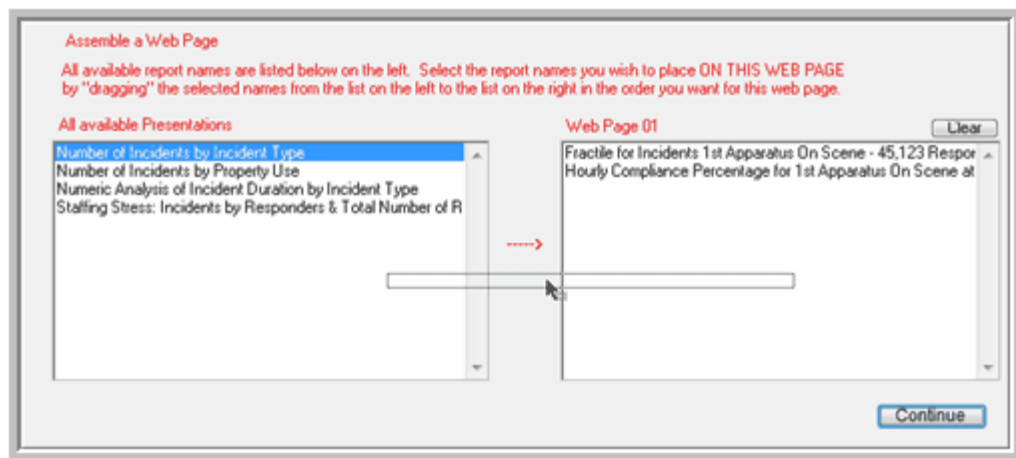 Assemble a Web Page
All available report names are listed below on the left. Select the report names you wish to place ON THIS WEB PAGE
by "dragging" the selected names from the list on the left to the list on the right in the order you want for this web page.
All available Presentations
Number of Incidents by Incident Type
Number of Incidents by Property Use
Numeric Analysis of Incident Duration by Incident Type
Staffing Stress: Incidents by Responders & Total Number of R
----->
Web Page 01
Clear
Fractile for Incidents 1st Apparatus On Scene - 45,123 Respor
Hourly Compliance Percentage for 1st Apparatus On Scene at
Continue